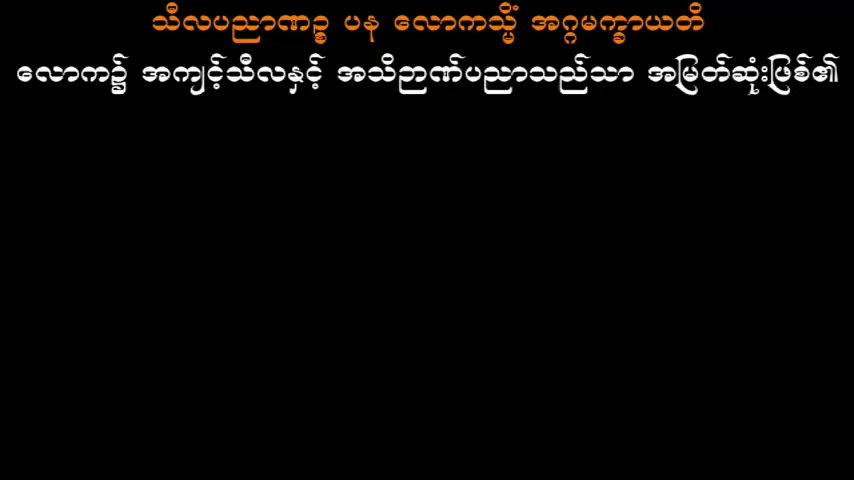 သီလပညာဏဉ္စ ပန လောကသ္မိံ အဂ္ဂမက္ခာယတိ
လောက၌ အကျင့်သီလနှင့် အသိဉာဏ်ပညာသည်သာ အမြတ်ဆုံးဖြစ်၏